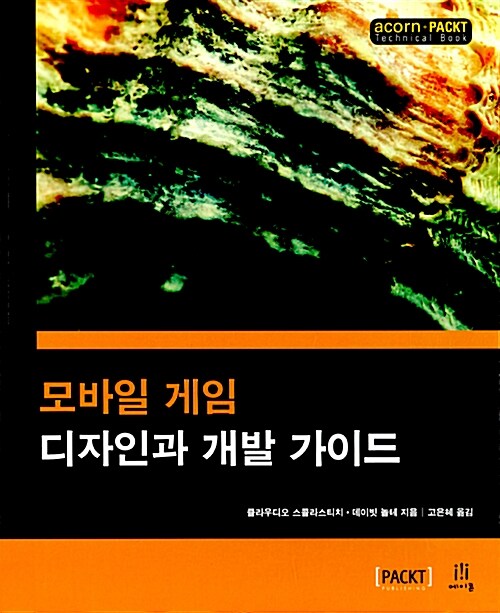 acorn+PACKT
Technical Book
모바일 게임
디자인과 개발 가이드
클라우디오 스콜라스티치 • 데이빗 놀테 지음 | 고은혜 옮김
[PACKT]
PUBLISHING
에이콘